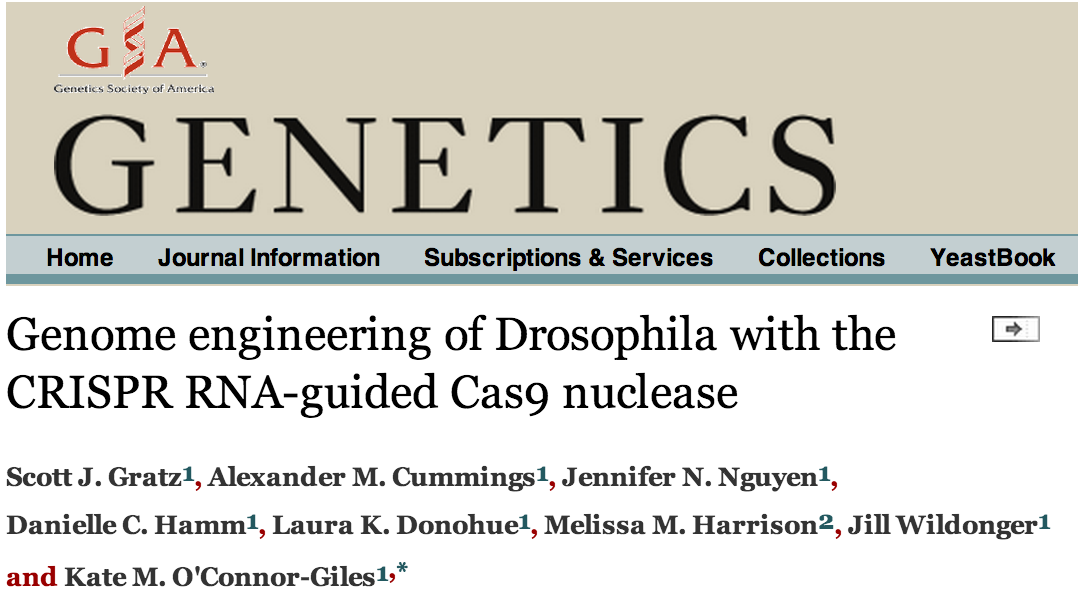 GSA®
Genetics Society of America
GENETICS
Home Journal Information Subscriptions & Services Collections YeastBook
Genome engineering of Drosophila with the
CRISPR RNA-guided Cas9 nuclease
Scott J. Gratz1, Alexander M. Cummings1, Jennifer N. Nguyen1,
Danielle C. Hamm1, Laura K. Donohue1, Melissa M. Harrison2, Jill Wildonger1
and Kate M. O'Connor-Giles1,*